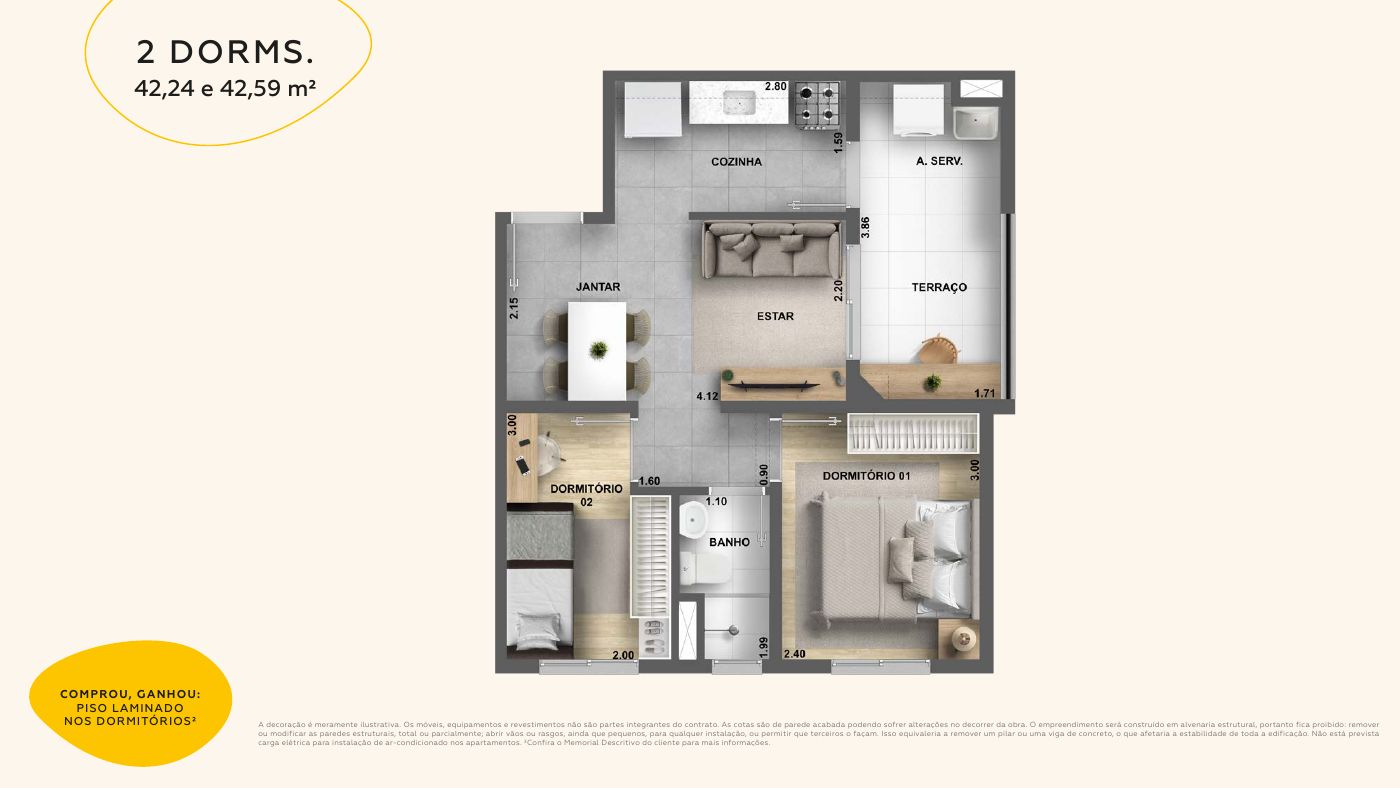 2 DORMS.
42,24 e 42,59 m²
2.80
1.59
COZINHA
A. SERV.
3.86
JANTAR
2.20
TERRAÇO
2.15
ESTAR
4.12
1.71
3.00
DORMITÓRIO
02
1.60
0.90
1.10
DORMITÓRIO 01
3.00
BANHO
2.00
1.99
2.40
COMPROU, GANHOU:
PISO LAMINADO
NOS DORMITÓRIOS²
A decoração é meramente ilustrativa. Os móveis, equipamentos e revestimentos não são partes integrantes do contrato. As cotas são de parede acabada podendo sofrer alterações no decorrer da obra. O empreendimento será construído em alvenaria estrutural, portanto fica proibido: remover
ou modificar as paredes estruturais, total ou parcialmente; abrir vãos ou rasgos, ainda que pequenos, para qualquer instalação, ou permitir que terceiros o façam. Isso equivaleria a remover um pilar ou uma viga de concreto, o que afetaria a estabilidade de toda a edificação. Não está prevista
carga elétrica para instalação de ar-condicionado nos apartamentos. ²Confira o Memorial Descritivo do cliente para mais informações.